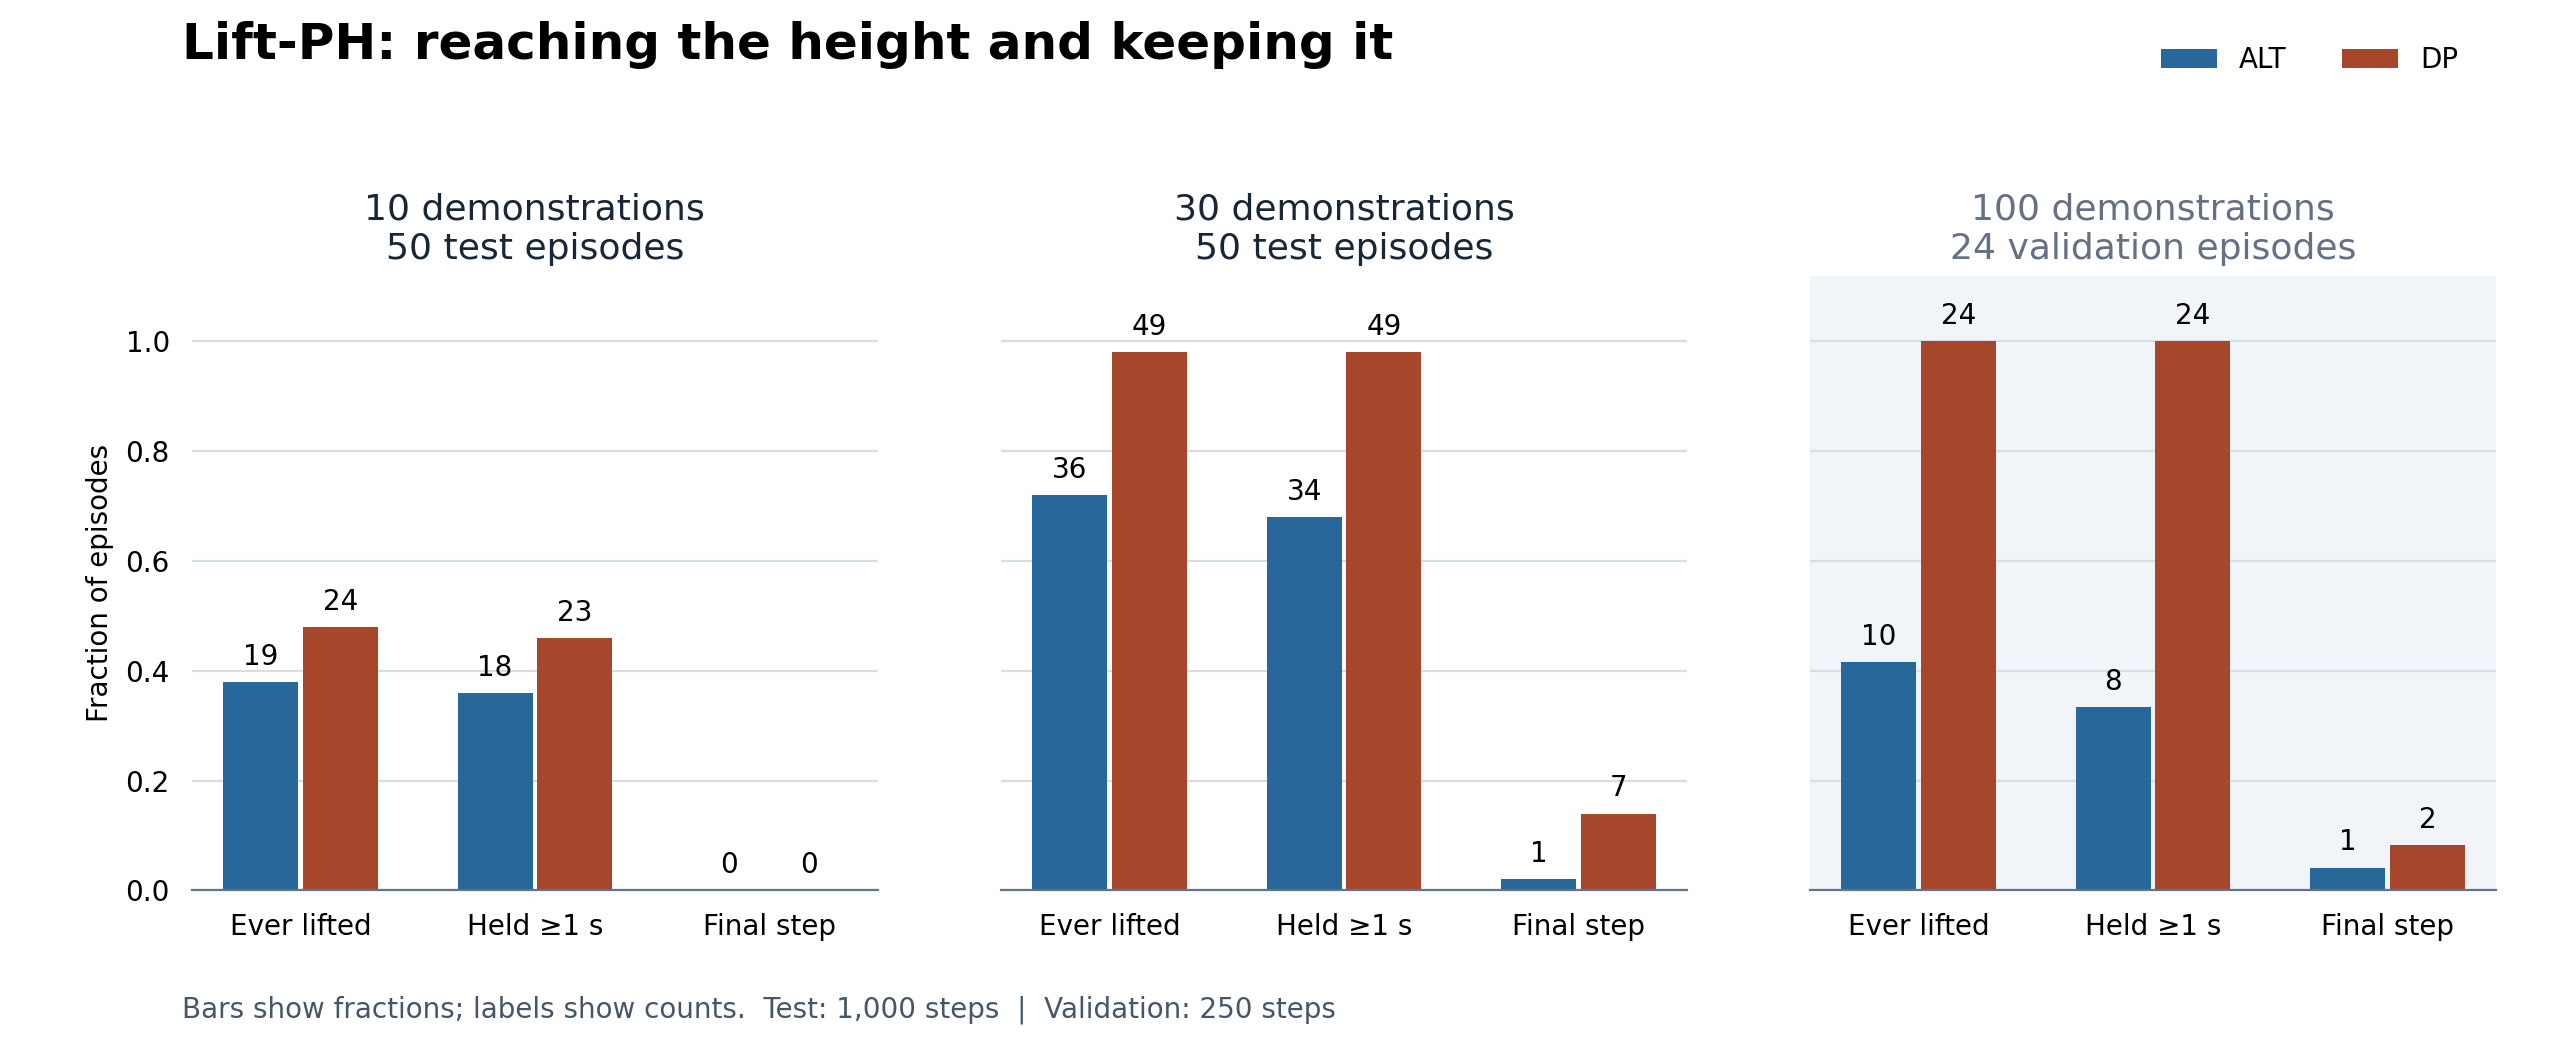 Lift-PH: reaching the height and keeping it
ALT
DP
10 demonstrations
50 test episodes
30 demonstrations
50 test episodes
100 demonstrations
24 validation episodes
Fraction of episodes
1.0
0.8
0.6
0.4
0.2
0.0
19
24
18
23
0
0
Ever lifted
Held ≥1 s
Final step
36
49
34
49
1
7
Ever lifted
Held ≥1 s
Final step
10
24
8
24
1
2
Ever lifted
Held ≥1 s
Final step
Bars show fractions; labels show counts.  Test: 1,000 steps  |  Validation: 250 steps